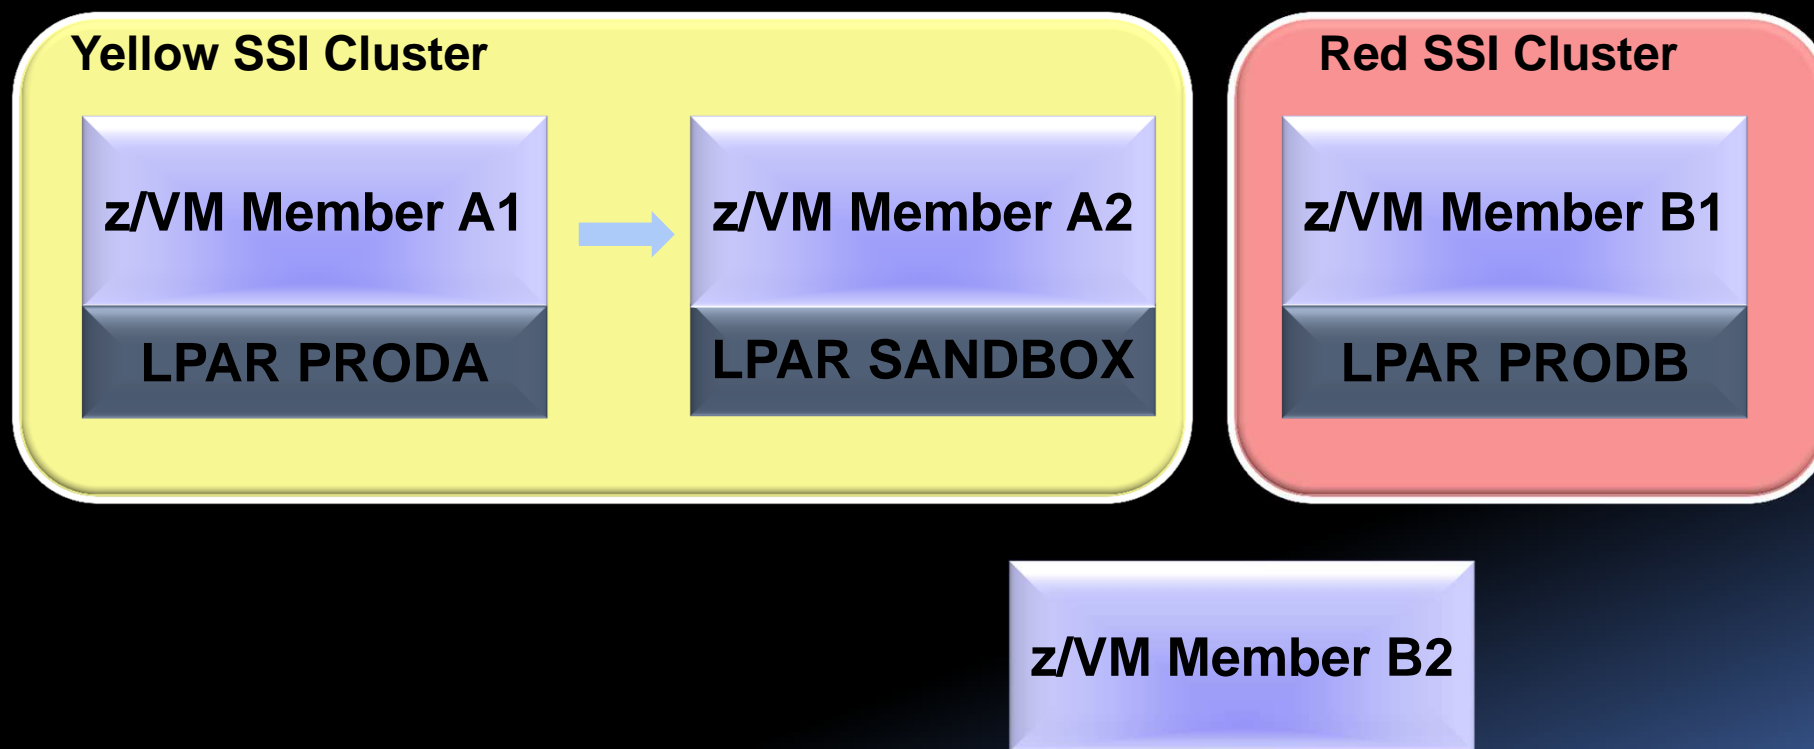 Yellow SSI Cluster
Red SSI Cluster
z/VM Member A1
z/VM Member A2
z/VM Member B1
LPAR PRODA
LPAR SANDBOX
LPAR PRODB
z/VM Member B2